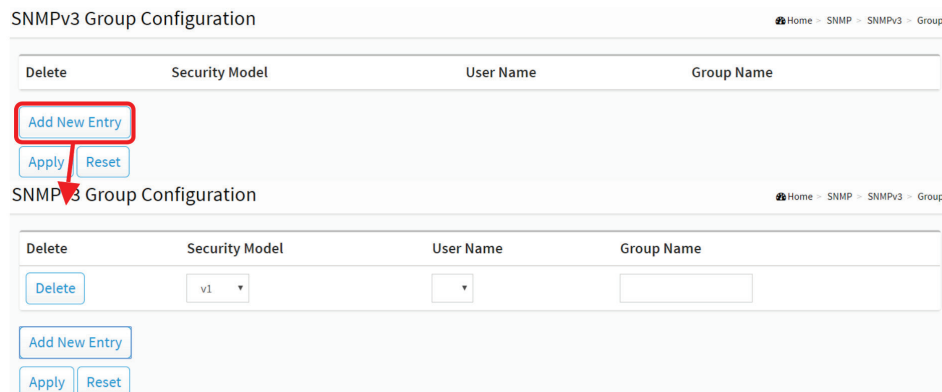 SNMPv3 Group Configuration
Home > SNMP > SNMPv3 > Group
Delete Security Model User Name Group Name
Add New Entry
Apply Reset
SNMPv3 Group Configuration
Home > SNMP > SNMPv3 > Group
Delete Security Model User Name Group Name
Delete v1
Add New Entry
Apply Reset